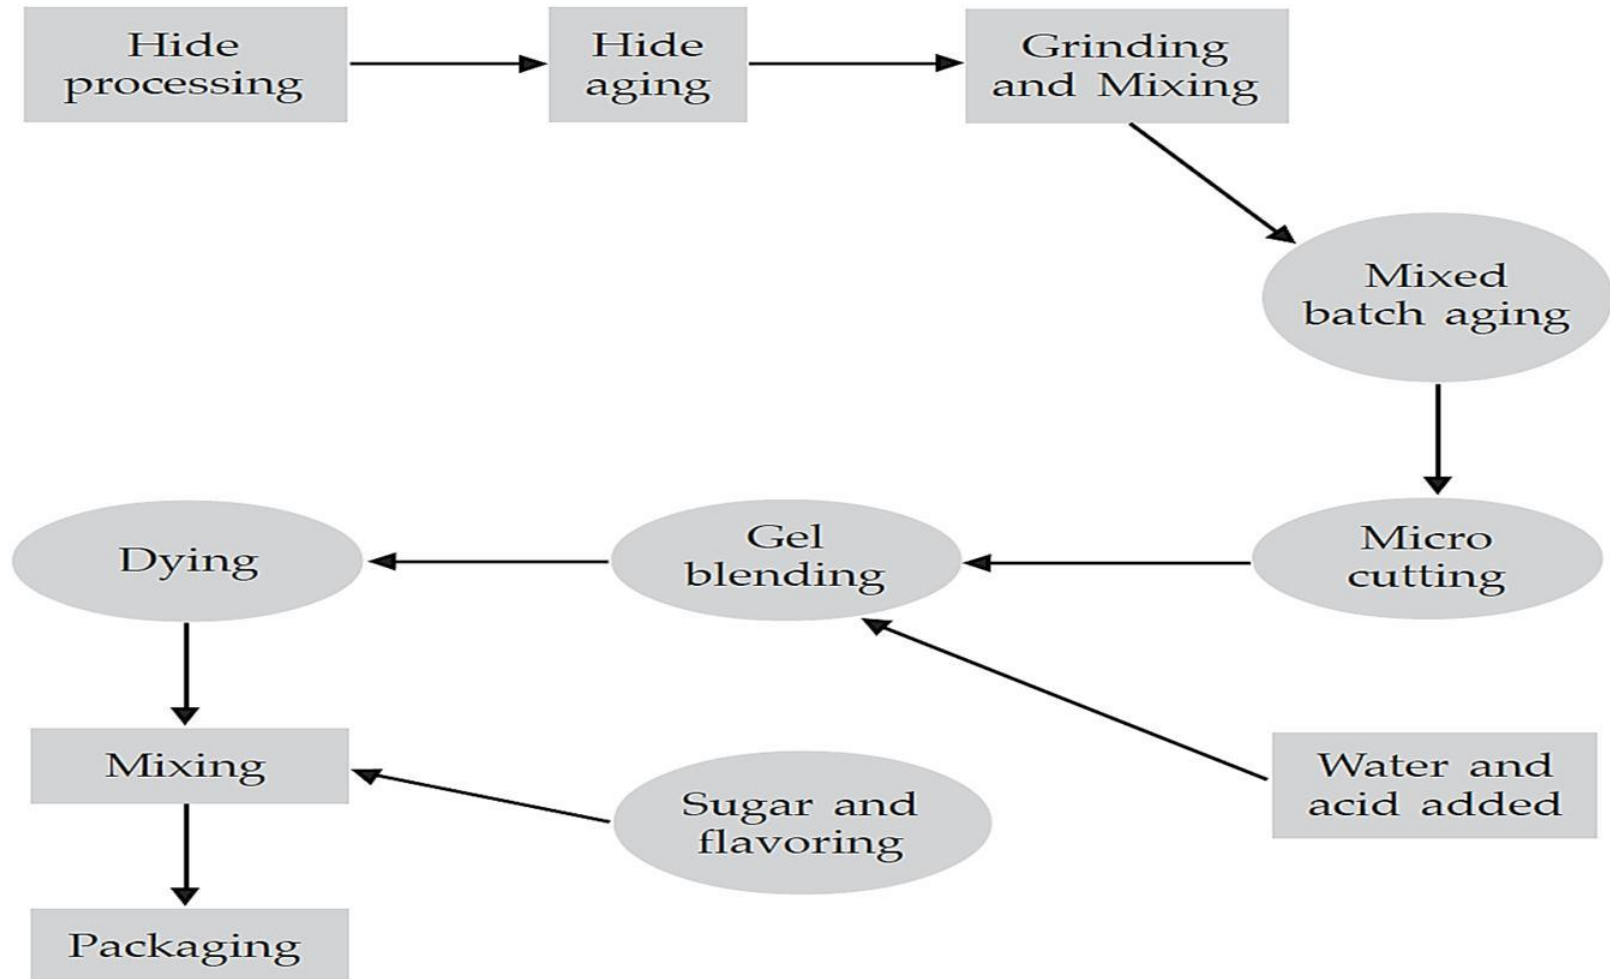 Hide
processing
Hide
aging
Grinding
and Mixing
Mixed
batch aging
Dying
Gel
blending
Micro
cutting
Mixing
Sugar and
flavoring
Water and
acid added
Packaging